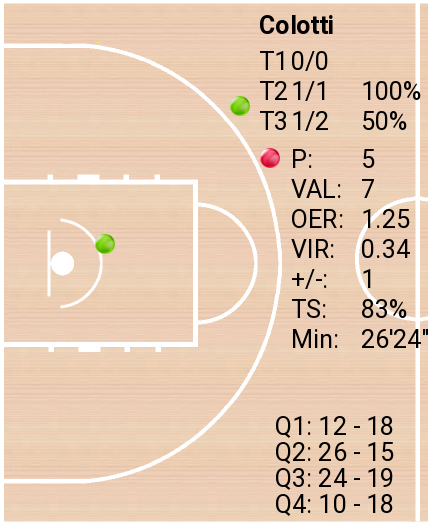 Colotti
T1 0/0
T2 1/1 100%
T3 1/2 50%
P: 5
VAL: 7
OER: 1.25
VIR: 0.34
+/-: 1
TS: 83%
Min: 26'24"
Q1: 12 - 18
Q2: 26 - 15
Q3: 24 - 19
Q4: 10 - 18